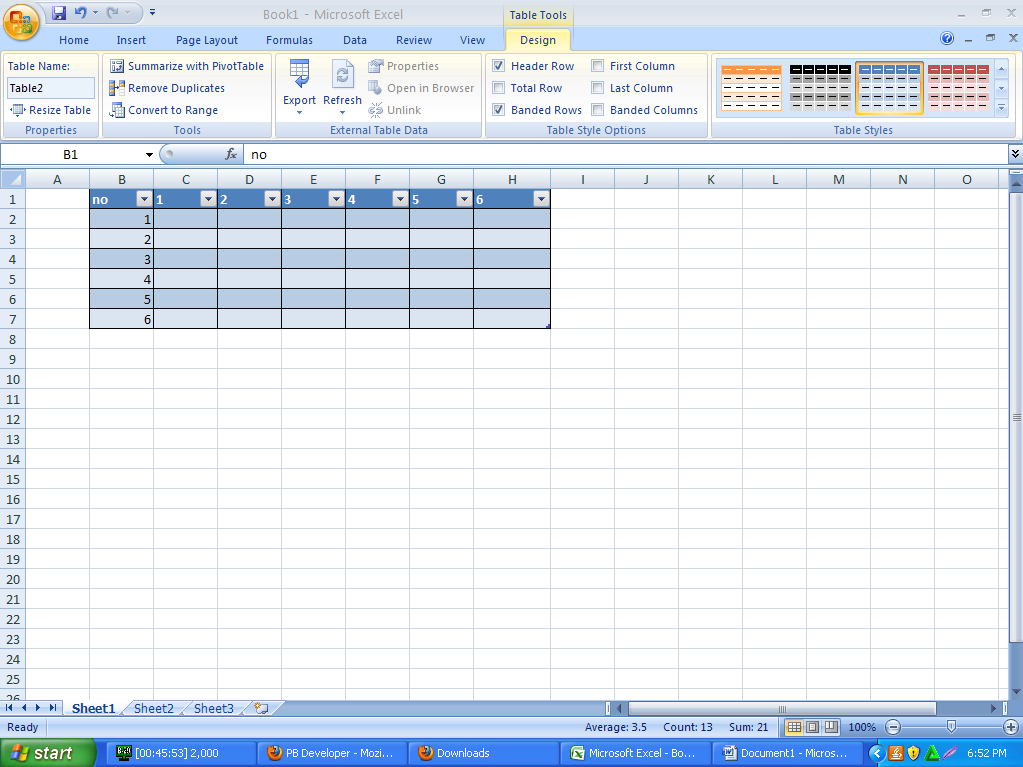 Book1 - Microsoft Excel
Table Tools
Home Insert Page Layout Formulas Data Review View Design
Table Name:
Table2
Resize Table
Properties
Summarize with PivotTable
Remove Duplicates
Convert to Range
Tools
Export Refresh
Properties
Open in Browser
Unlink
External Table Data
Header Row First Column
Total Row Last Column
Banded Rows Banded Columns
Table Style Options
Table Styles
B1 fx no
A B C D E F G H I J K L M N O
1 no 1 2 3 4 5 6
2 1
3 2
4 3
5 4
6 5
7 6
8
9
10
11
12
13
14
15
16
17
18
19
20
21
22
23
24
25
26
Sheet1 Sheet2 Sheet3
Ready Average: 3.5 Count: 13 Sum: 21 100%
start [00:45:53] 2,000 PB Developer - Mozi... Downloads Microsoft Excel - Bo... Document1 - Micros... 6:52 PM